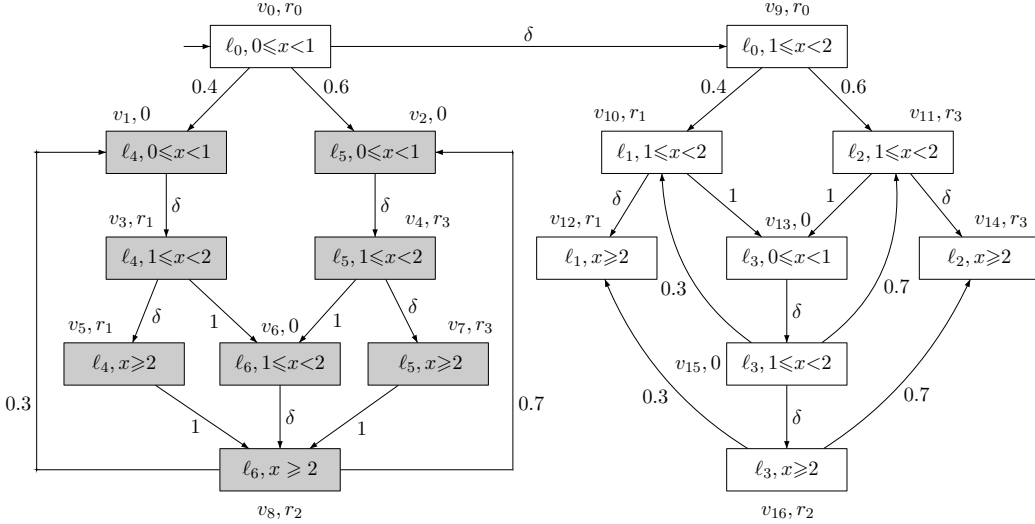 v₀, r₀ v₉, r₀
ℓ₀, 0⩽x<1 δ ℓ₀, 1⩽x<2
0.4 0.6 0.4 0.6
v₁, 0 v₂, 0 v₁₀, r₁ v₁₁, r₃
ℓ₄, 0⩽x<1 ℓ₅, 0⩽x<1 ℓ₁, 1⩽x<2 ℓ₂, 1⩽x<2
δ δ δ 1 1 δ
v₃, r₁ v₄, r₃ v₁₂, r₁ v₁₃, 0 v₁₄, r₃
ℓ₄, 1⩽x<2 ℓ₅, 1⩽x<2 ℓ₁, x⩾2 ℓ₃, 0⩽x<1 ℓ₂, x⩾2
δ 1 1 δ 0.3 δ 0.7
v₅, r₁ v₆, 0 v₇, r₃
ℓ₄, x⩾2 ℓ₆, 1⩽x<2 ℓ₅, x⩾2 v₁₅, 0 ℓ₃, 1⩽x<2
0.3 1 δ 1 0.7 0.3 δ 0.7
ℓ₆, x ⩾ 2 ℓ₃, x⩾2
v₈, r₂ v₁₆, r₂